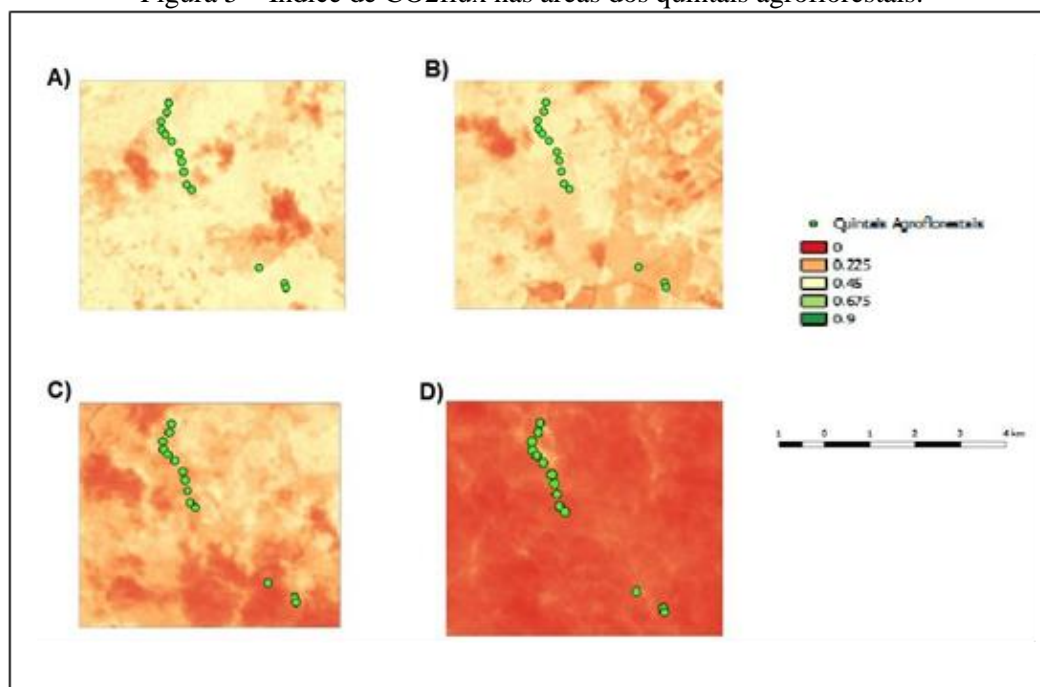 Figura 5 – Índice de CO2flux nas áreas dos quintais agroflorestais.
A)
B)
Quintais Agroflorestais
0
0.225
0.45
0.675
0.9
C)
D)
1 0 1 2 3 4 km